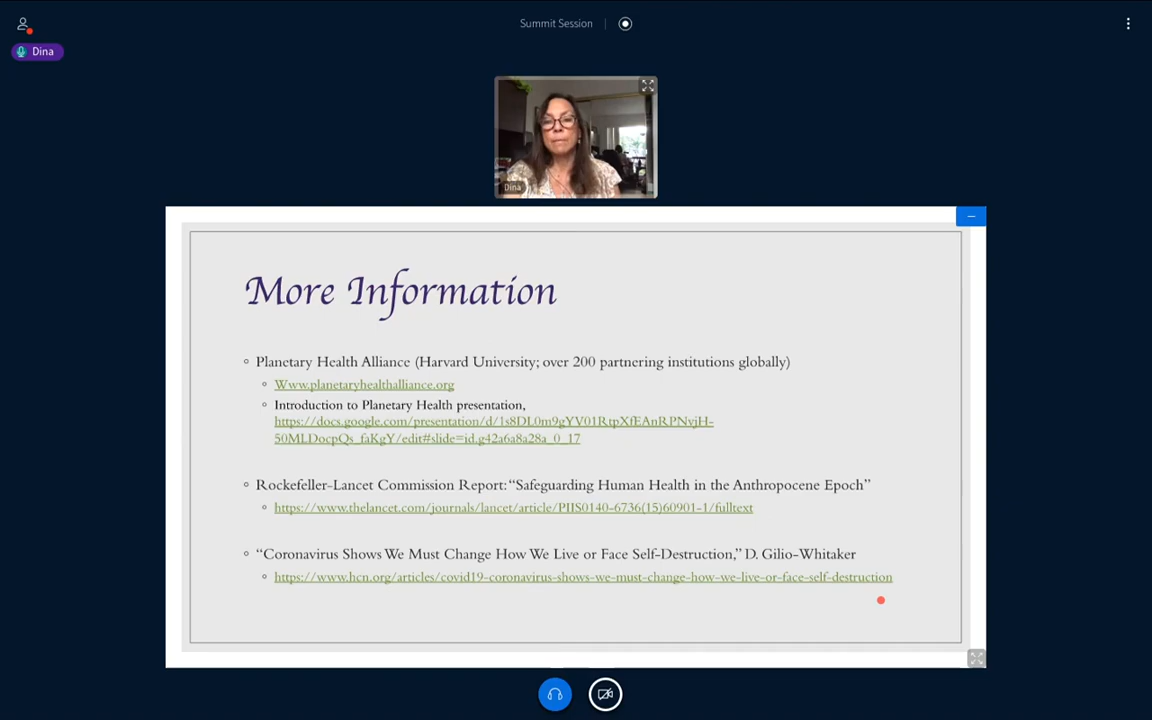 Summit Session
Dina
Dina
More Information
Planetary Health Alliance (Harvard University; over 200 partnering institutions globally)
Www.planetaryhealthalliance.org
Introduction to Planetary Health presentation,
https://docs.google.com/presentation/d/1s8DL0m9gYV01RtpXfEAnRPNvjH-
50MLDocpQs_faKgY/edit#slide=id.g42a6a8a28a_0_17
Rockefeller-Lancet Commission Report: “Safeguarding Human Health in the Anthropocene Epoch”
https://www.thelancet.com/journals/lancet/article/PIIS0140-6736(15)60901-1/fulltext
“Coronavirus Shows We Must Change How We Live or Face Self-Destruction,” D. Gilio-Whitaker
https://www.hcn.org/articles/covid19-coronavirus-shows-we-must-change-how-we-live-or-face-self-destruction